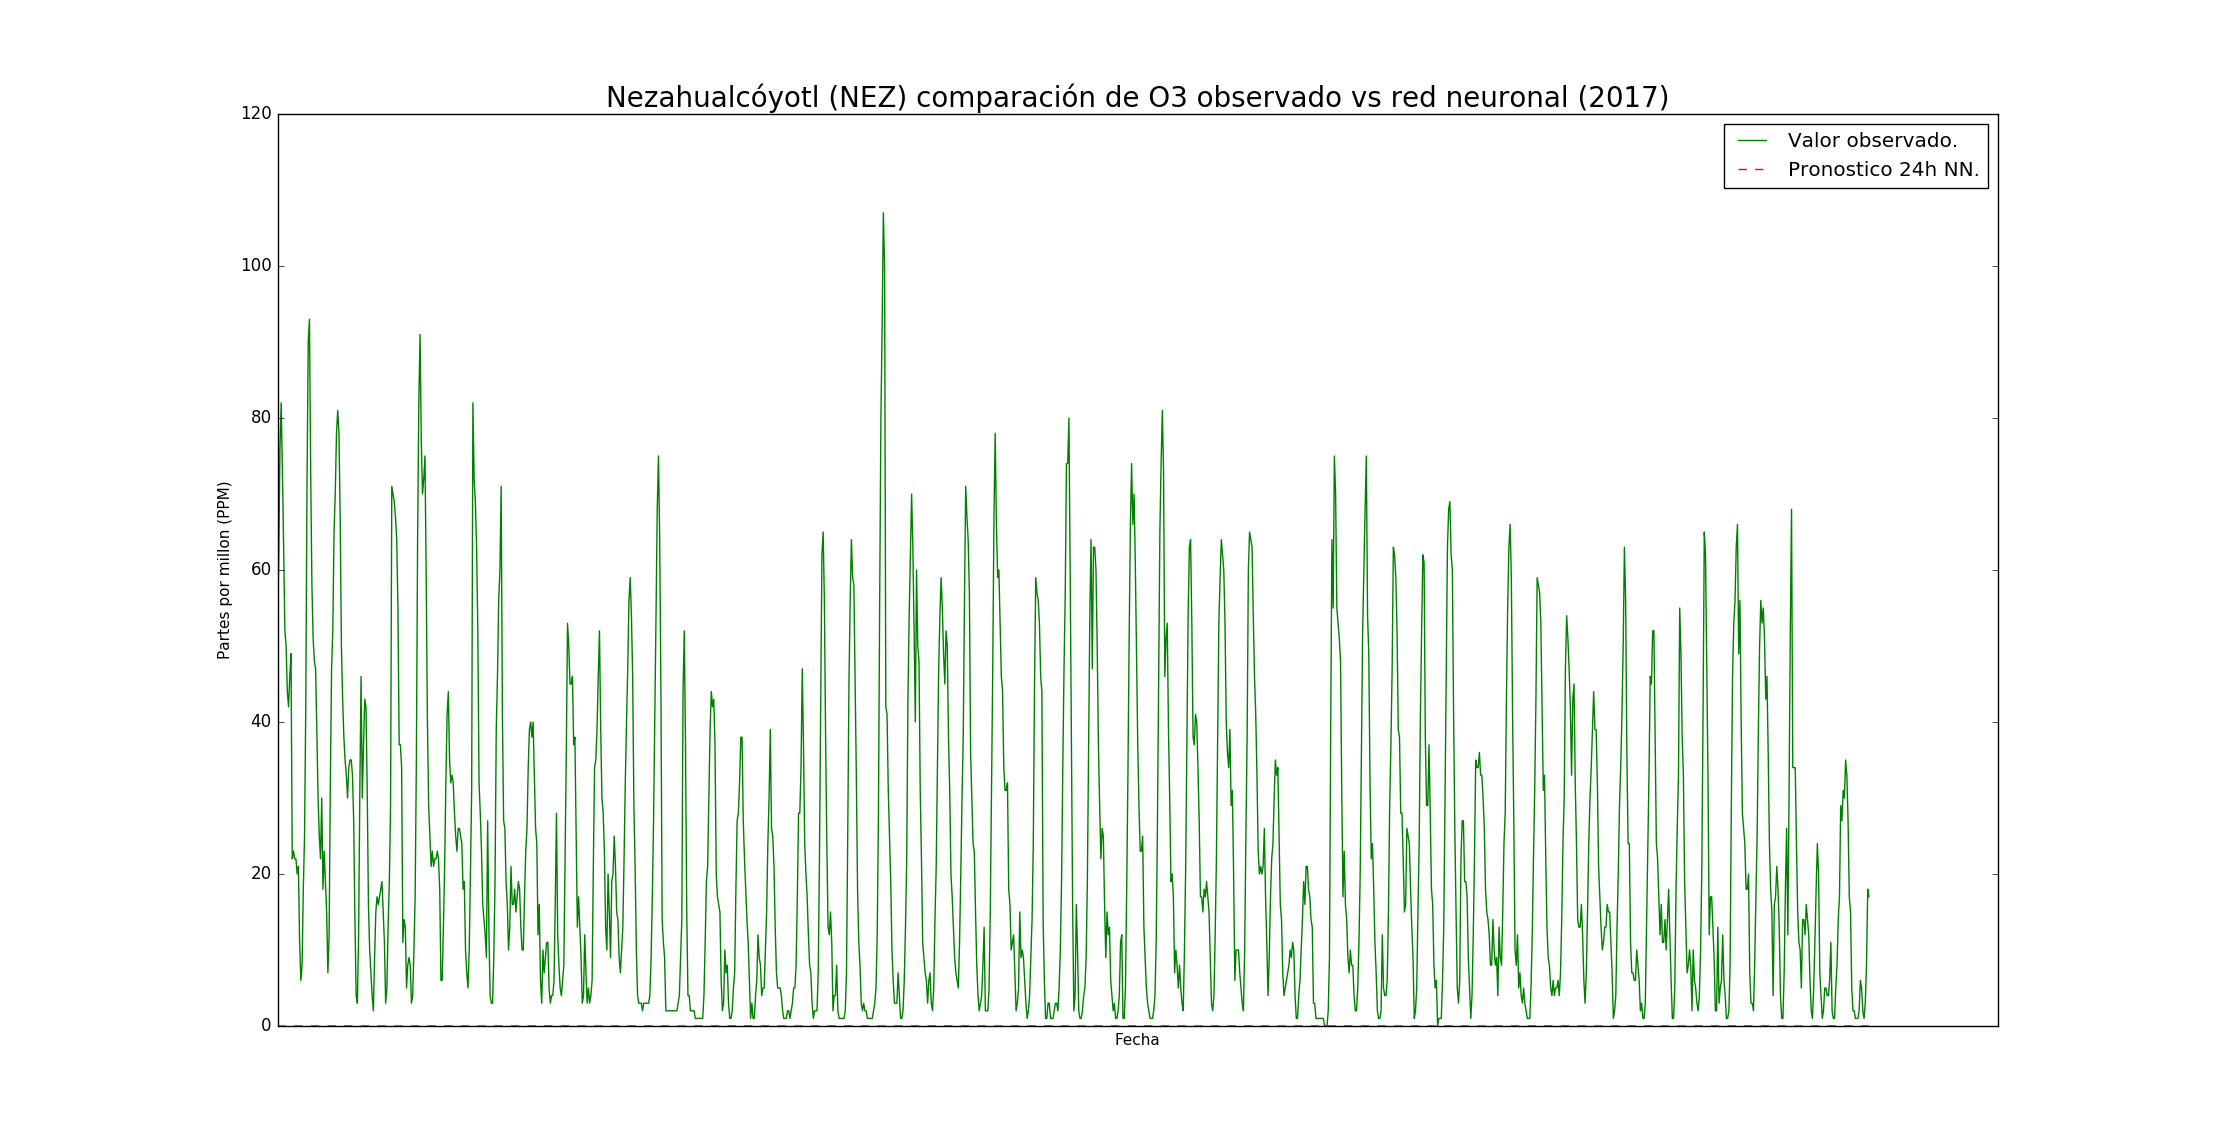 Nezahualcóyotl (NEZ) comparación de O3 observado vs red neuronal (2017)
120
100
80
60
40
20
0
Partes por millon (PPM)
Fecha
Valor observado.
Pronostico 24h NN.